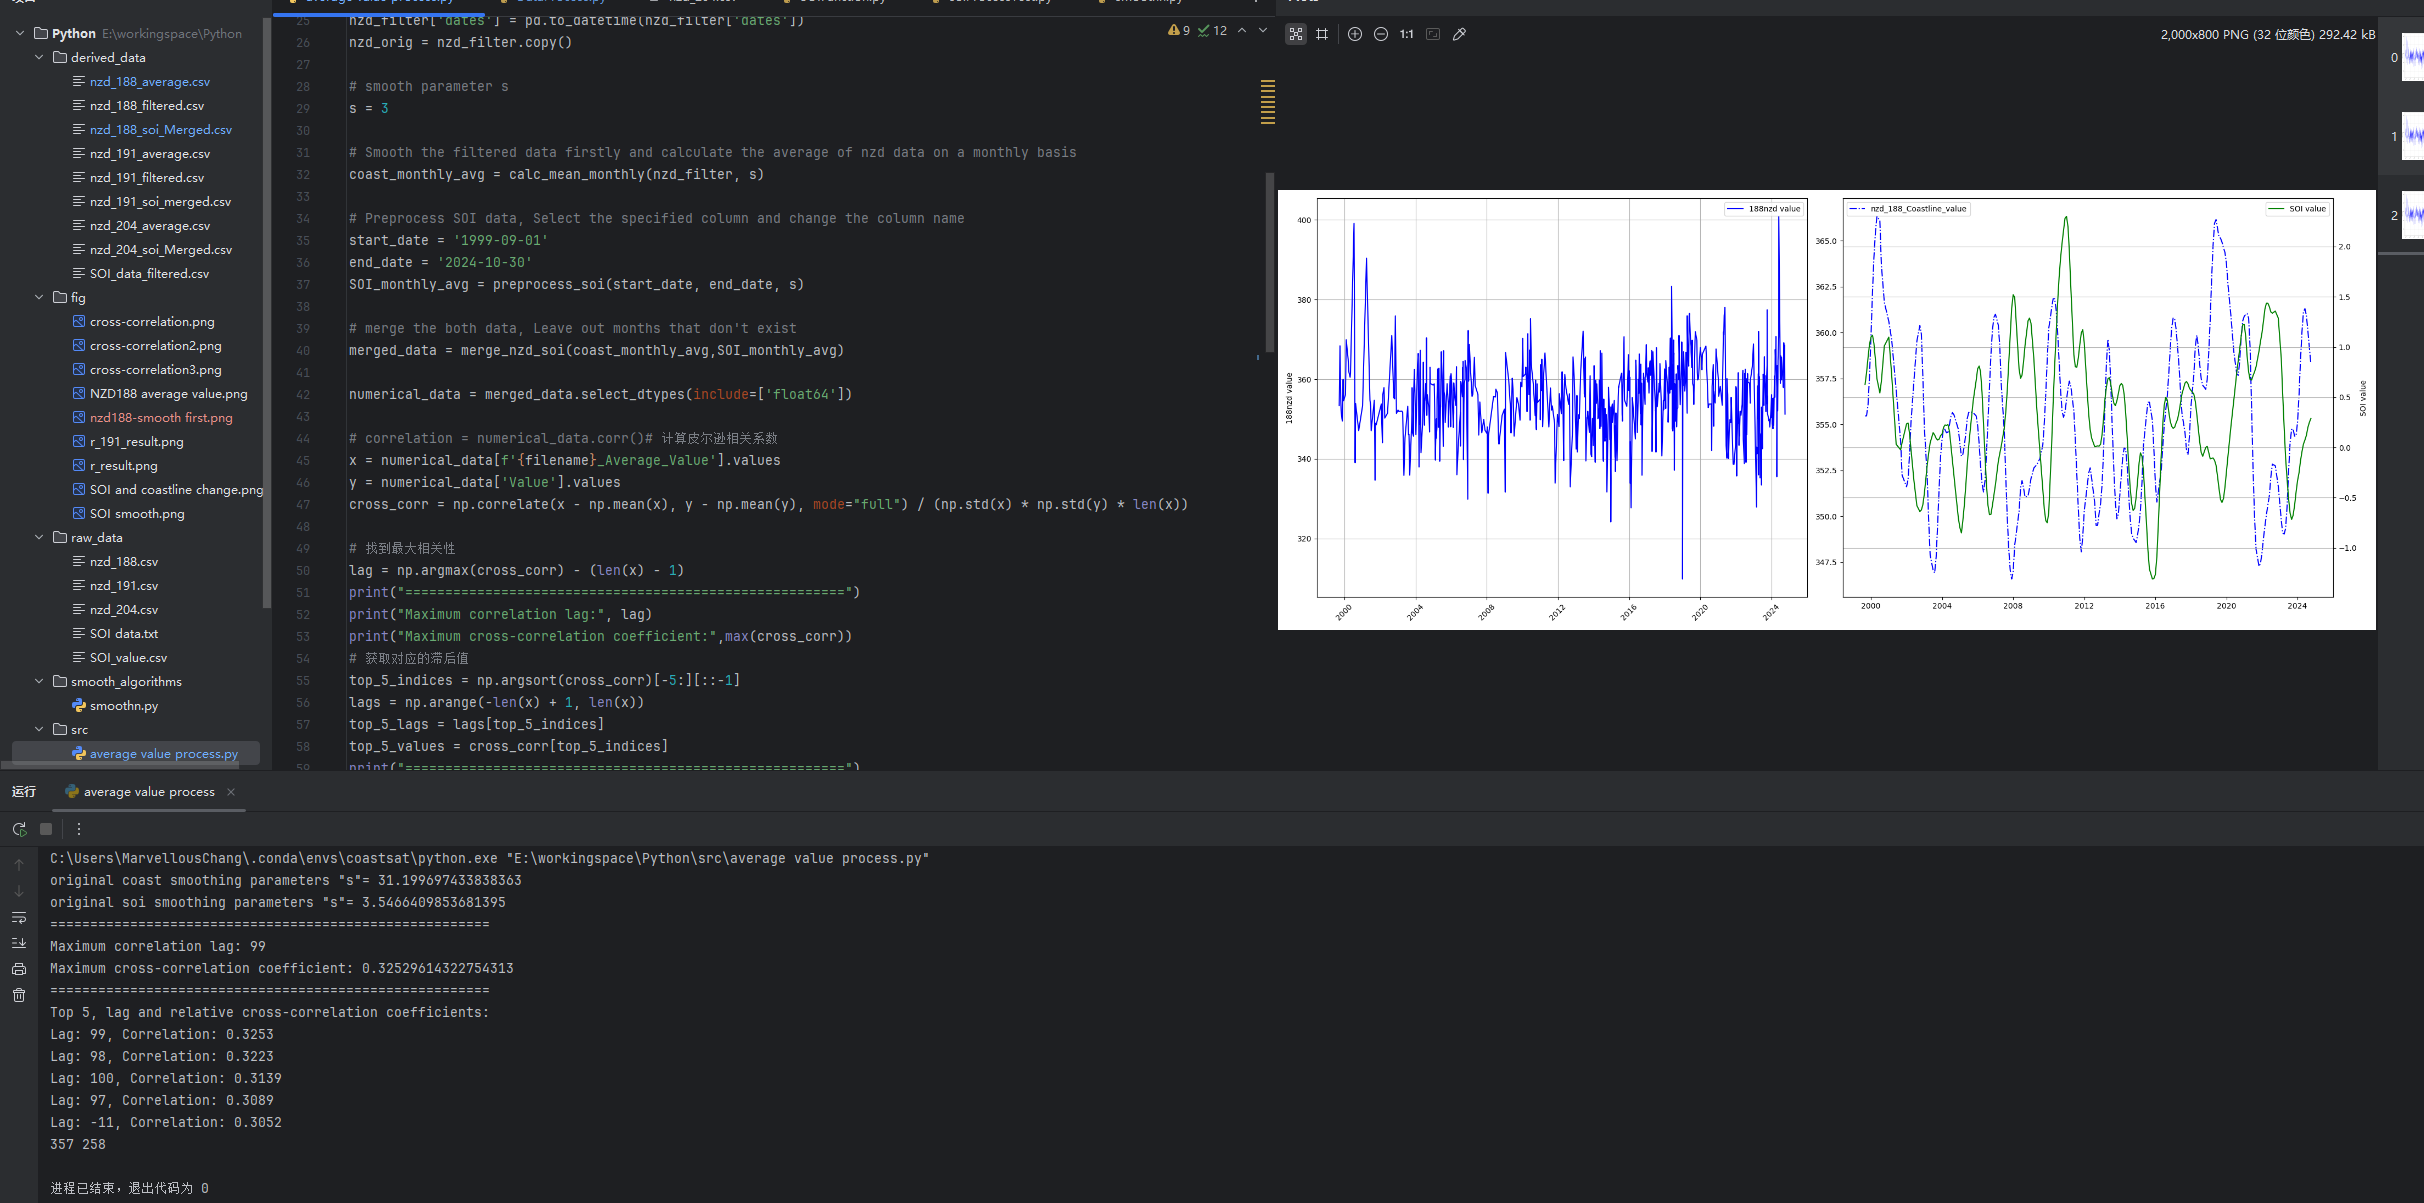 Python E:\workingspace\Python
derived_data
nzd_188_average.csv
nzd_188_filtered.csv
nzd_188_soi_Merged.csv
nzd_191_average.csv
nzd_191_filtered.csv
nzd_191_soi_merged.csv
nzd_204_average.csv
nzd_204_soi_Merged.csv
SOI_data_filtered.csv
fig
cross-correlation.png
cross-correlation2.png
cross-correlation3.png
NZD188 average value.png
nzd188-smooth first.png
r_191_result.png
r_result.png
SOI and coastline change.png
SOI smooth.png
raw_data
nzd_188.csv
nzd_191.csv
nzd_204.csv
SOI data.txt
SOI_value.csv
smooth_algorithms
smoothn.py
src
average value process.py
25 nzd_filter['dates'] = pd.to_datetime(nzd_filter['dates'])
26 nzd_orig = nzd_filter.copy()
27
28 # smooth parameter s
29 s = 3
30
31 # Smooth the filtered data firstly and calculate the average of nzd data on a monthly basis
32 coast_monthly_avg = calc_mean_monthly(nzd_filter, s)
33
34 # Preprocess SOI data, Select the specified column and change the column name
35 start_date = '1999-09-01'
36 end_date = '2024-10-30'
37 SOI_monthly_avg = preprocess_soi(start_date, end_date, s)
38
39 # merge the both data, Leave out months that don't exist
40 merged_data = merge_nzd_soi(coast_monthly_avg,SOI_monthly_avg)
41
42 numerical_data = merged_data.select_dtypes(include=['float64'])
43
44 # correlation = numerical_data.corr()# 计算皮尔逊相关系数
45 x = numerical_data[f'{filename}_Average_Value'].values
46 y = numerical_data['Value'].values
47 cross_corr = np.correlate(x - np.mean(x), y - np.mean(y), mode="full") / (np.std(x) * np.std(y) * len(x))
48
49 # 找到最大相关性
50 lag = np.argmax(cross_corr) - (len(x) - 1)
51 print("=======================================================")
52 print("Maximum correlation lag:", lag)
53 print("Maximum cross-correlation coefficient:",max(cross_corr))
54 # 获取对应的滞后值
55 top_5_indices = np.argsort(cross_corr)[-5:][::-1]
56 lags = np.arange(-len(x) + 1, len(x))
57 top_5_lags = lags[top_5_indices]
58 top_5_values = cross_corr[top_5_indices]
59 print("=======================================================")
9 12
1:1
2,000x800 PNG (32 位颜色) 292.42 kB
0
1
2
188nzd value
188nzd value
400
380
360
340
320
2000 2004 2008 2012 2016 2020 2024
nzd_188_Coastline_value
SOI value
365.0
362.5
360.0
357.5
355.0
352.5
350.0
347.5
2000 2004 2008 2012 2016 2020 2024
2.0
1.5
1.0
0.5
0.0
−0.5
−1.0
SOI value
运行 average value process
C:\Users\MarvellousChang\.conda\envs\coastsat\python.exe "E:\workingspace\Python\src\average value process.py"
original coast smoothing parameters "s"= 31.199697433838363
original soi smoothing parameters "s"= 3.5466409853681395
=======================================================
Maximum correlation lag: 99
Maximum cross-correlation coefficient: 0.32529614322754313
=======================================================
Top 5, lag and relative cross-correlation coefficients:
Lag: 99, Correlation: 0.3253
Lag: 98, Correlation: 0.3223
Lag: 100, Correlation: 0.3139
Lag: 97, Correlation: 0.3089
Lag: -11, Correlation: 0.3052
357 258
进程已结束，退出代码为 0